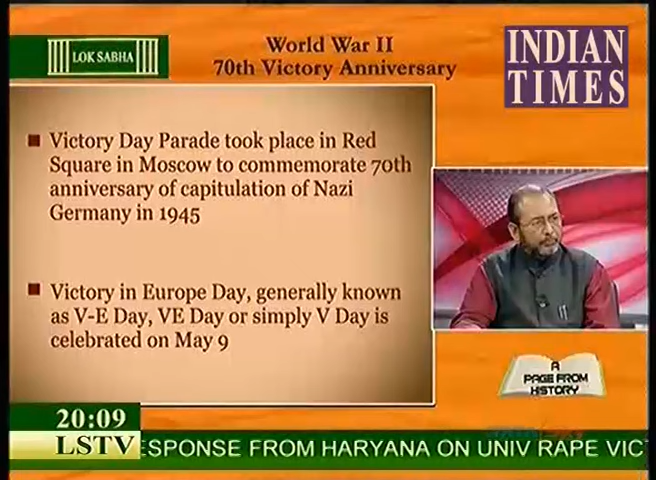 LOK SABHA
World War II
70th Victory Anniversary
INDIAN
TIMES
Victory Day Parade took place in Red
Square in Moscow to commemorate 70th
anniversary of capitulation of Nazi
Germany in 1945
Victory in Europe Day, generally known
as V-E Day, VE Day or simply V Day is
celebrated on May 9
A
PAGE FROM
HISTORY
20:09
LSTV
ESPONSE FROM HARYANA ON UNIV RAPE VIC